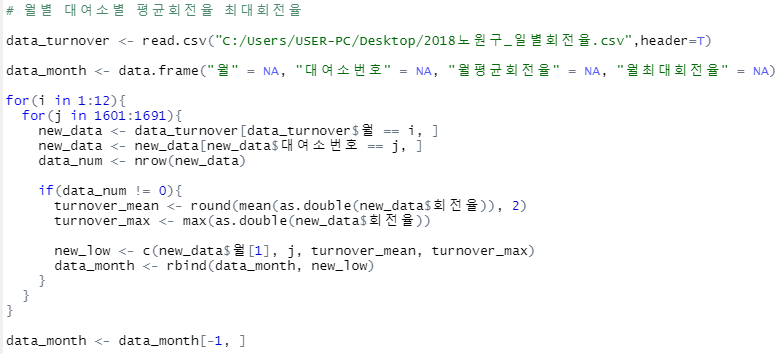 # 월별 대여소별 평균회전율 최대회전율
data_turnover <- read.csv("C:/Users/USER-PC/Desktop/2018노원구_일별회전율.csv",header=T)
data_month <- data.frame("월" = NA, "대여소번호" = NA, "월평균회전율" = NA, "월최대회전율" = NA)
for(i in 1:12){
  for(j in 1601:1691){
    new_data <- data_turnover[data_turnover$월 == i, ]
    new_data <- new_data[new_data$대여소번호 == j, ]
    data_num <- nrow(new_data)
    if(data_num != 0){
      turnover_mean <- round(mean(as.double(new_data$회전율)), 2)
      turnover_max <- max(as.double(new_data$회전율))
      new_low <- c(new_data$월[1], j, turnover_mean, turnover_max)
      data_month <- rbind(data_month, new_low)
    }
  }
}
data_month <- data_month[-1, ]